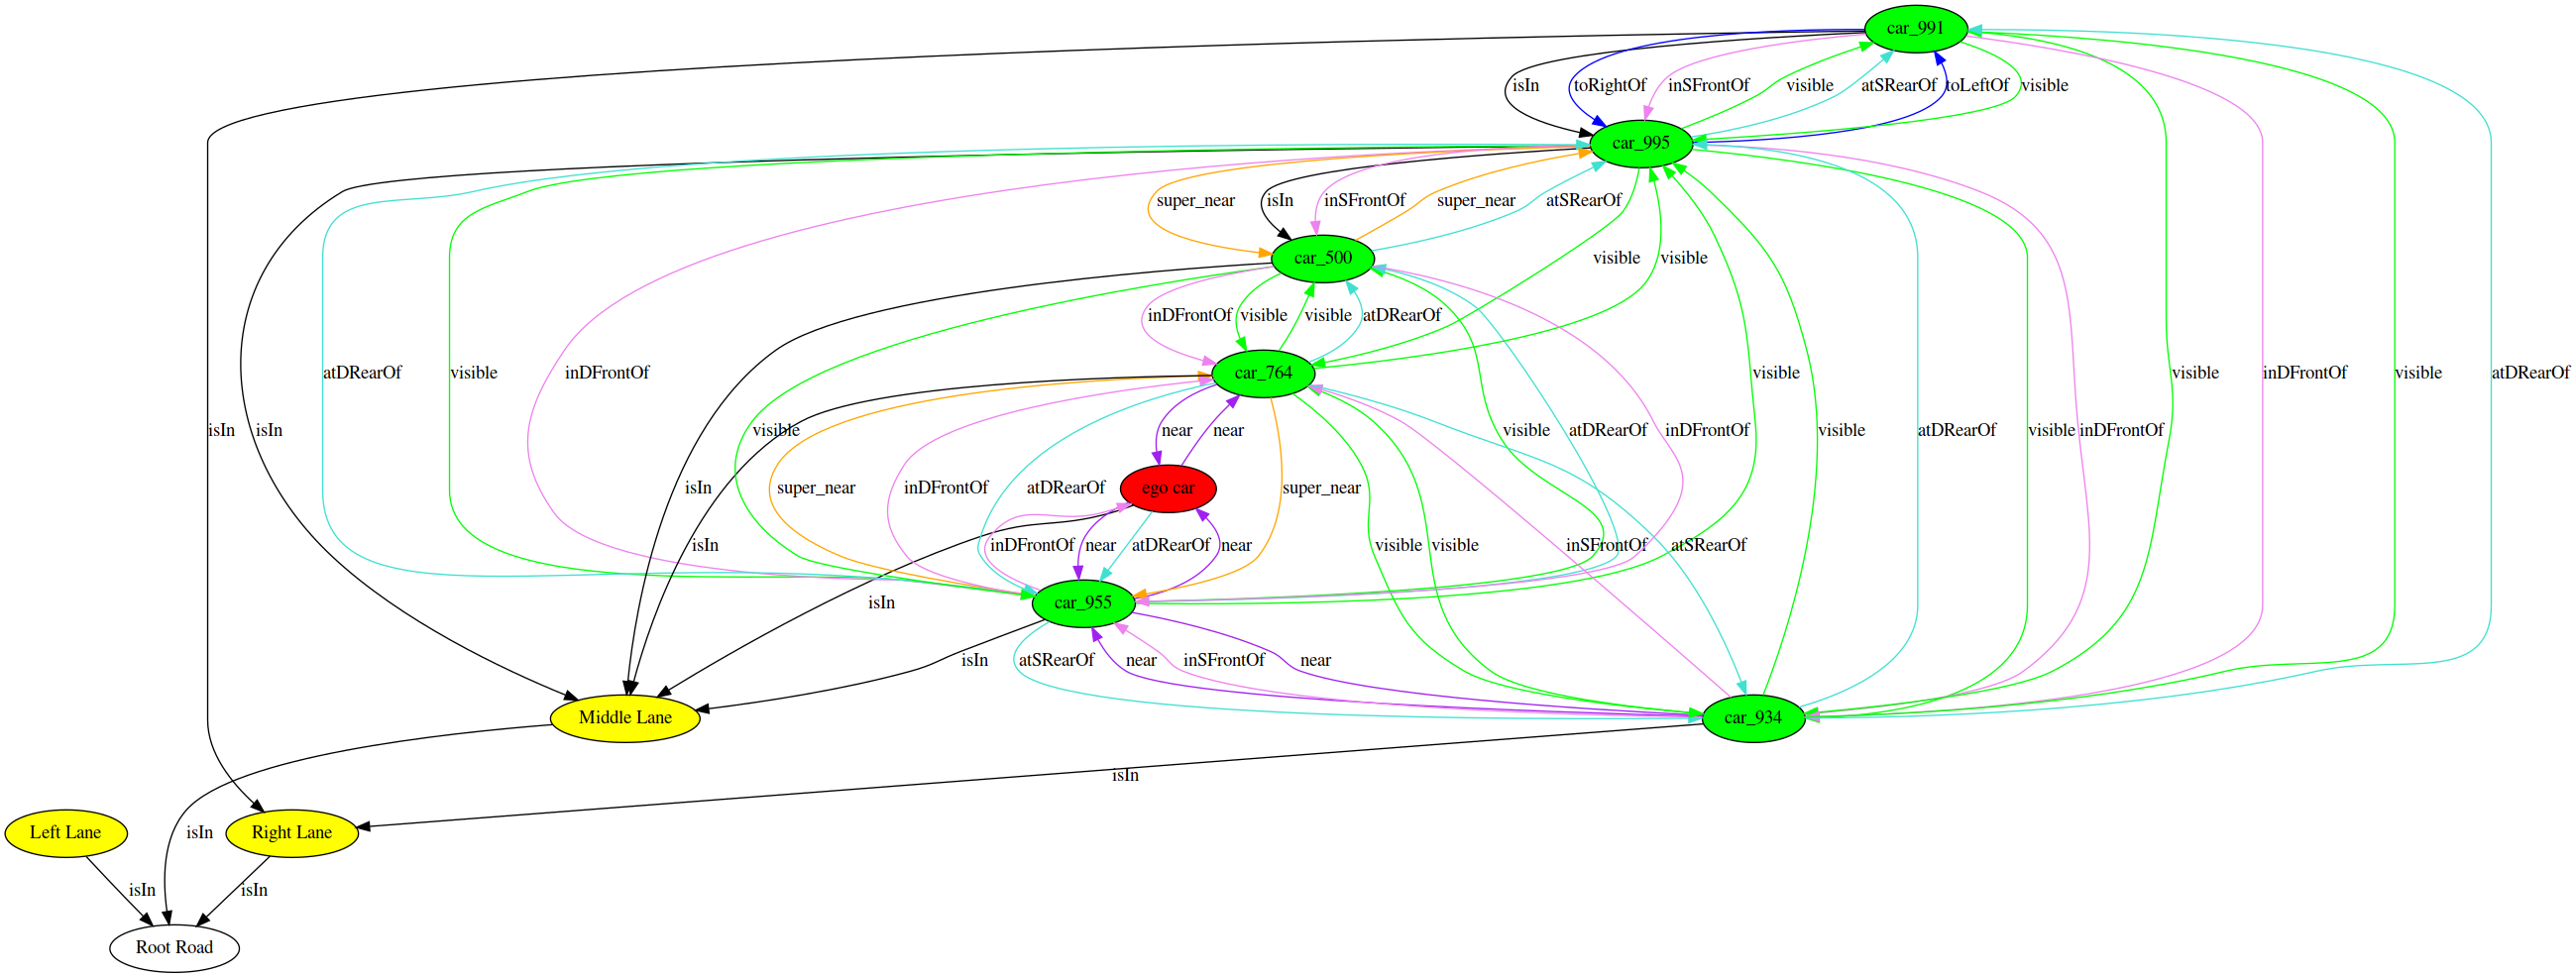 car_991
isIn
toRightOf
inSFrontOf
visible
atSRearOf
toLeftOf
visible
car_995
super_near
isIn
inSFrontOf
super_near
atSRearOf
car_500
visible
visible
inDFrontOf
visible
visible
atDRearOf
car_764
atDRearOf
visible
inDFrontOf
visible
visible
inDFrontOf
visible
atDRearOf
isIn
isIn
visible
near
near
visible
atDRearOf
inDFrontOf
visible
atDRearOf
visible
inDFrontOf
isIn
super_near
inDFrontOf
atDRearOf
ego car
super_near
isIn
inDFrontOf
near
atDRearOf
near
visible
visible
inSFrontOf
atSRearOf
isIn
car_955
isIn
atSRearOf
near
inSFrontOf
near
Middle Lane
car_934
isIn
Left Lane
isIn
Right Lane
isIn
isIn
Root Road